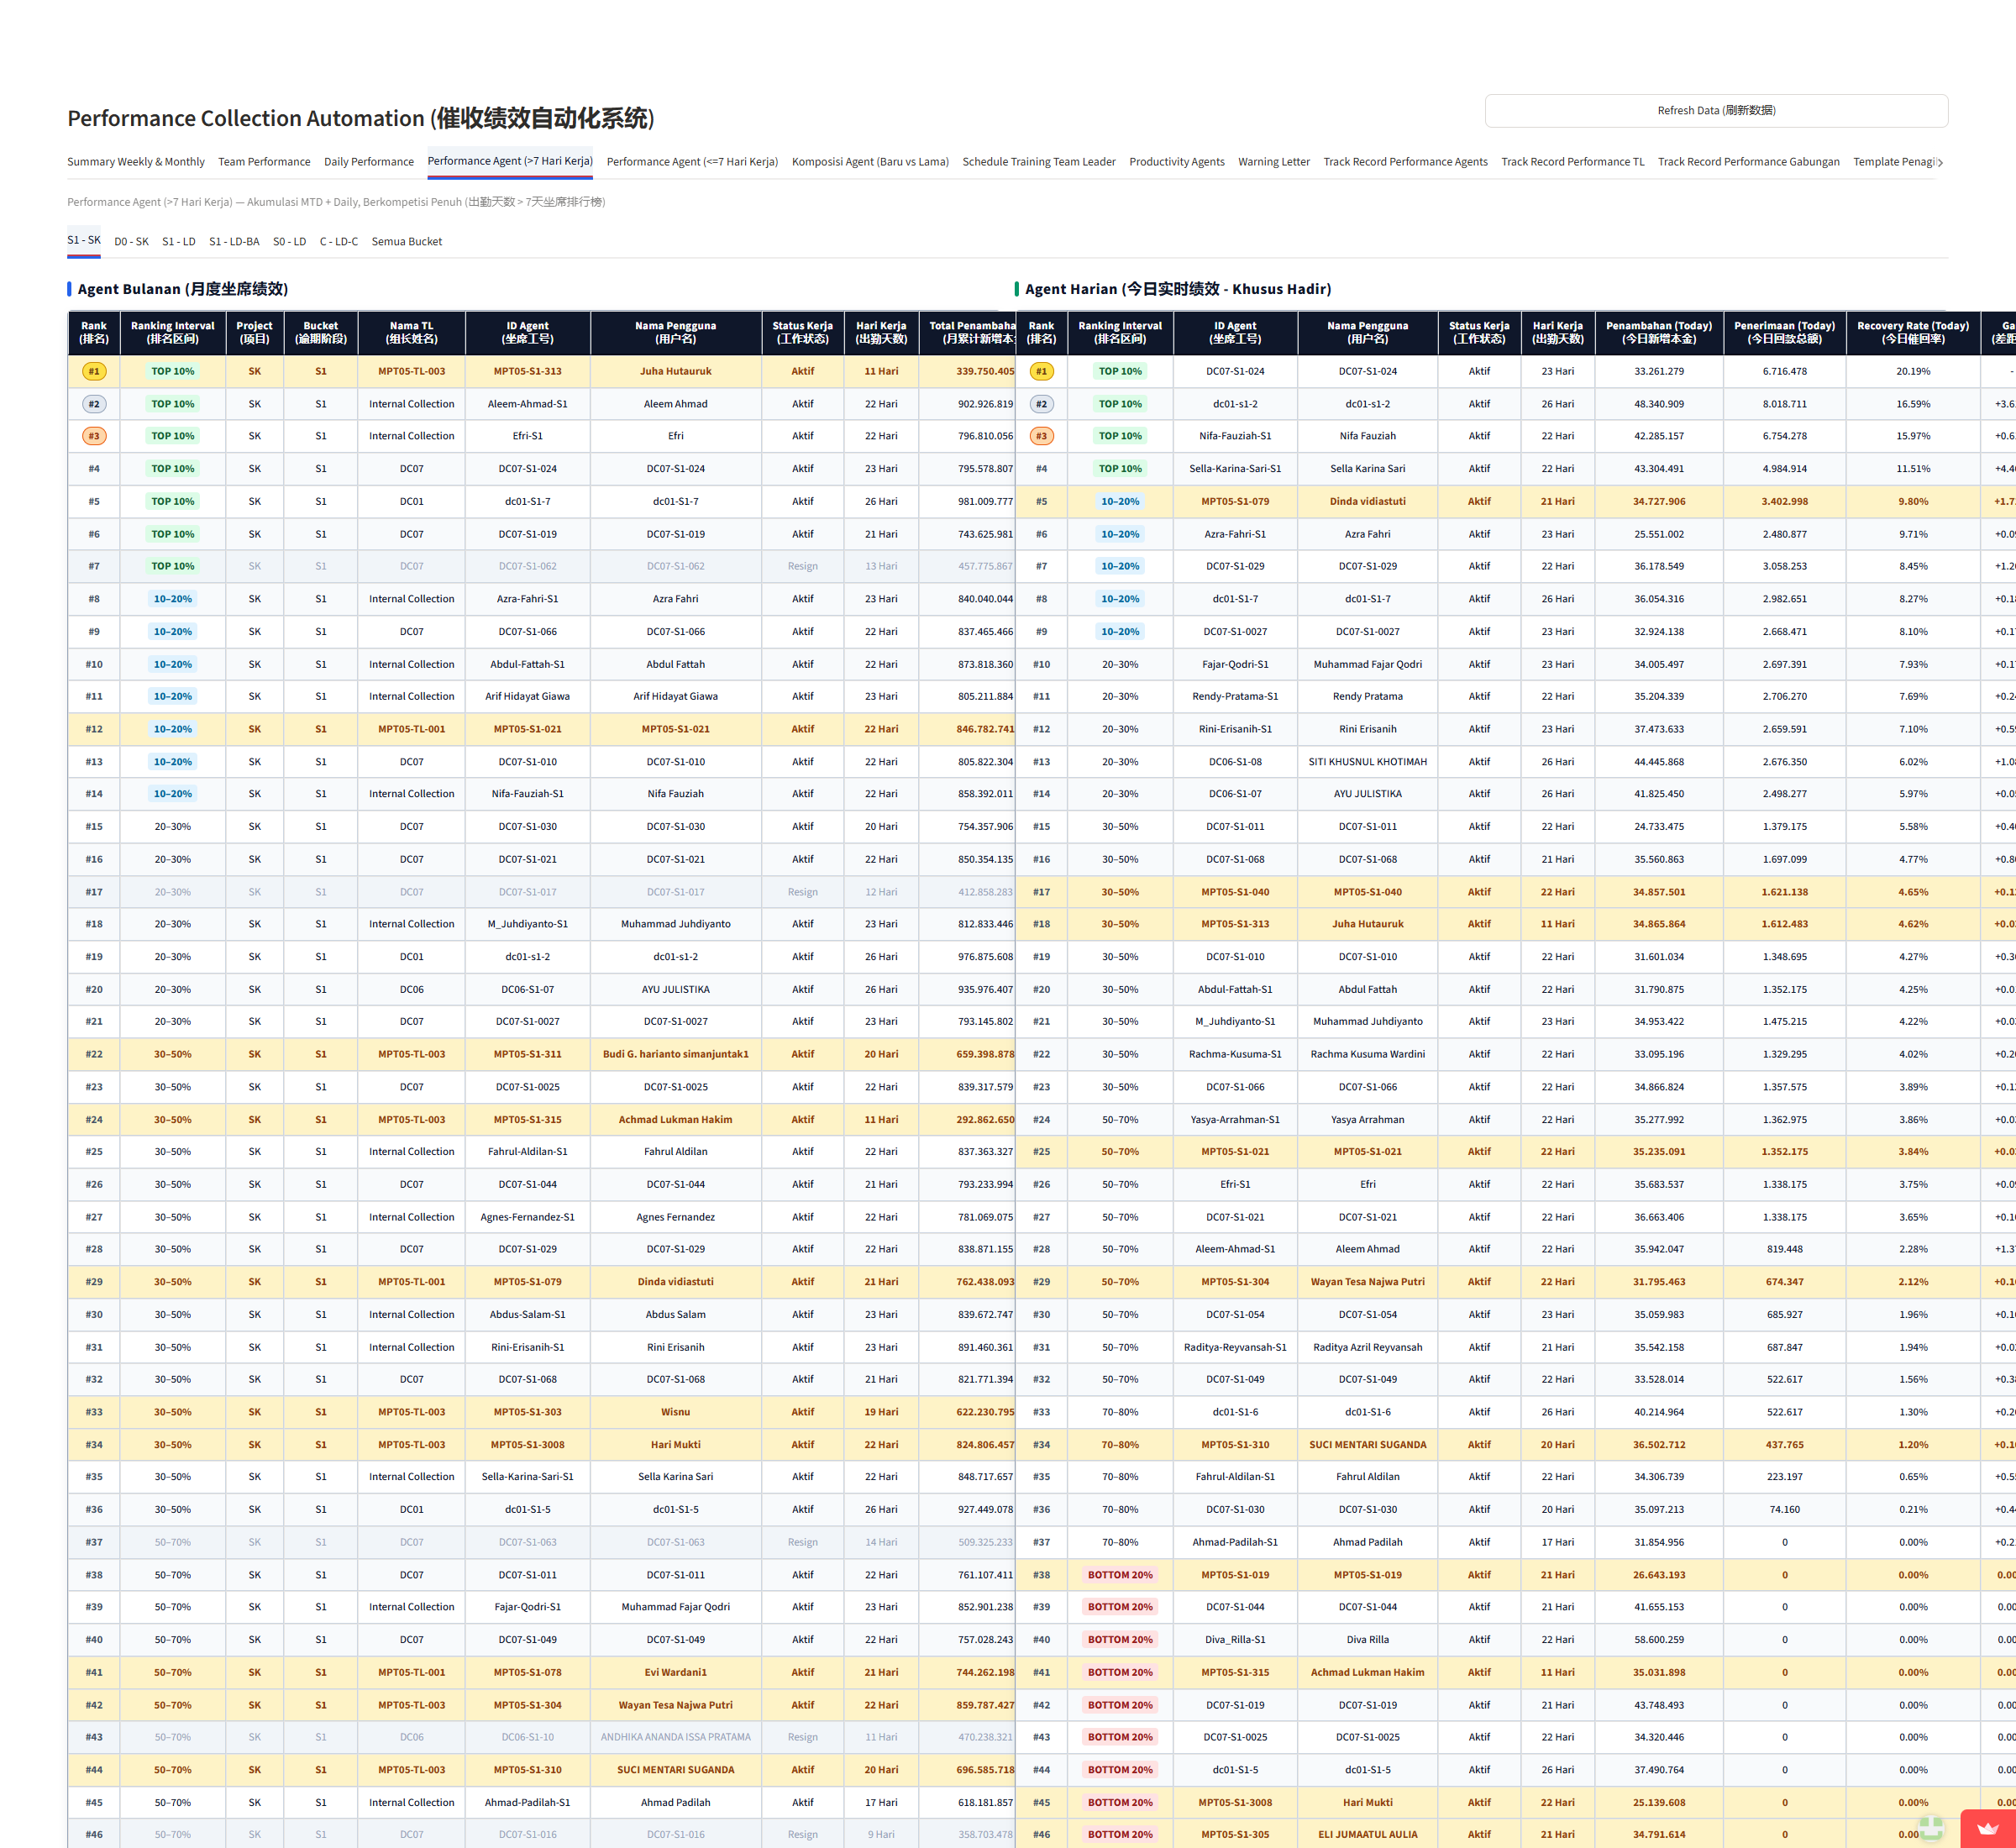 Performance Collection Automation (催收绩效自动化系统)
Refresh Data (刷新数据)
Summary Weekly & Monthly Team Performance Daily Performance Performance Agent (>7 Hari Kerja) Performance Agent (<=7 Hari Kerja) Komposisi Agent (Baru vs Lama) Schedule Training Team Leader Productivity Agents Warning Letter Track Record Performance Agents Track Record Performance TL Track Record Performance Gabungan Template Penagi
Performance Agent (>7 Hari Kerja) — Akumulasi MTD + Daily, Berkompetisi Penuh (出勤天数 > 7天坐席排行榜)
S1 - SK D0 - SK S1 - LD S1 - LD-BA S0 - LD C - LD-C Semua Bucket
Agent Bulanan (月度坐席绩效)
Rank Ranking Interval Project Bucket Nama TL ID Agent Nama Pengguna Status Kerja Hari Kerja Total Penambaha
(排名) (排名区间) (项目) (逾期阶段) (组长姓名) (坐席工号) (用户名) (工作状态) (出勤天数) (月累计新增本
#1 TOP 10% SK S1 MPT05-TL-003 MPT05-S1-313 Juha Hutauruk Aktif 11 Hari 339.750.405
#2 TOP 10% SK S1 Internal Collection Aleem-Ahmad-S1 Aleem Ahmad Aktif 22 Hari 902.926.819
#3 TOP 10% SK S1 Internal Collection Efri-S1 Efri Aktif 22 Hari 796.810.056
#4 TOP 10% SK S1 DC07 DC07-S1-024 DC07-S1-024 Aktif 23 Hari 795.578.807
#5 TOP 10% SK S1 DC01 dc01-s1-7 dc01-s1-7 Aktif 26 Hari 981.009.777
#6 TOP 10% SK S1 DC07 DC07-S1-019 DC07-S1-019 Aktif 21 Hari 743.625.981
#7 TOP 10% SK S1 DC07 DC07-S1-062 DC07-S1-062 Resign 13 Hari 457.775.867
#8 10–20% SK S1 Internal Collection Azra-Fahri-S1 Azra Fahri Aktif 23 Hari 840.040.044
#9 10–20% SK S1 DC07 DC07-S1-066 DC07-S1-066 Aktif 22 Hari 837.465.466
#10 10–20% SK S1 Internal Collection Abdul-Fattah-S1 Abdul Fattah Aktif 22 Hari 873.818.360
#11 10–20% SK S1 Internal Collection Arif Hidayat Giawa Arif Hidayat Giawa Aktif 23 Hari 805.211.884
#12 10–20% SK S1 MPT05-TL-001 MPT05-S1-021 MPT05-S1-021 Aktif 22 Hari 846.782.741
#13 10–20% SK S1 DC07 DC07-S1-010 DC07-S1-010 Aktif 22 Hari 805.822.304
#14 10–20% SK S1 Internal Collection Nifa-Fauziah-S1 Nifa Fauziah Aktif 22 Hari 858.392.011
#15 20–30% SK S1 DC07 DC07-S1-030 DC07-S1-030 Aktif 20 Hari 754.357.906
#16 20–30% SK S1 DC07 DC07-S1-021 DC07-S1-021 Aktif 22 Hari 850.354.135
#17 20–30% SK S1 DC07 DC07-S1-017 DC07-S1-017 Resign 12 Hari 412.858.283
#18 20–30% SK S1 Internal Collection M_Juhdiyanto-S1 Muhammad Juhdiyanto Aktif 23 Hari 812.833.446
#19 20–30% SK S1 DC01 dc01-s1-2 dc01-s1-2 Aktif 26 Hari 976.875.608
#20 20–30% SK S1 DC06 DC06-S1-07 AYU JULISTIKA Aktif 26 Hari 935.976.407
#21 20–30% SK S1 DC07 DC07-S1-0027 DC07-S1-0027 Aktif 23 Hari 793.145.802
#22 30–50% SK S1 MPT05-TL-003 MPT05-S1-311 Budi G. harianto simanjuntak1 Aktif 20 Hari 659.398.878
#23 30–50% SK S1 DC07 DC07-S1-0025 DC07-S1-0025 Aktif 22 Hari 839.317.579
#24 30–50% SK S1 MPT05-TL-003 MPT05-S1-315 Achmad Lukman Hakim Aktif 11 Hari 292.862.650
#25 30–50% SK S1 Internal Collection Fahrul-Aldilan-S1 Fahrul Aldilan Aktif 22 Hari 837.363.327
#26 30–50% SK S1 DC07 DC07-S1-044 DC07-S1-044 Aktif 21 Hari 793.233.994
#27 30–50% SK S1 Internal Collection Agnes-Fernandez-S1 Agnes Fernandez Aktif 22 Hari 781.069.075
#28 30–50% SK S1 DC07 DC07-S1-029 DC07-S1-029 Aktif 22 Hari 838.871.155
#29 30–50% SK S1 MPT05-TL-001 MPT05-S1-079 Dinda vidiastuti Aktif 21 Hari 762.438.093
#30 30–50% SK S1 Internal Collection Abdus-Salam-S1 Abdus Salam Aktif 23 Hari 839.672.747
#31 30–50% SK S1 Internal Collection Rini-Erisanih-S1 Rini Erisanih Aktif 23 Hari 891.460.361
#32 30–50% SK S1 DC07 DC07-S1-068 DC07-S1-068 Aktif 21 Hari 821.771.394
#33 30–50% SK S1 MPT05-TL-003 MPT05-S1-303 Wisnu Aktif 19 Hari 622.230.795
#34 30–50% SK S1 MPT05-TL-003 MPT05-S1-3008 Hari Mukti Aktif 22 Hari 824.806.457
#35 30–50% SK S1 Internal Collection Sella-Karina-Sari-S1 Sella Karina Sari Aktif 22 Hari 848.717.657
#36 30–50% SK S1 DC01 dc01-s1-5 dc01-s1-5 Aktif 26 Hari 927.449.078
#37 50–70% SK S1 DC07 DC07-S1-063 DC07-S1-063 Resign 14 Hari 509.325.233
#38 50–70% SK S1 DC07 DC07-S1-011 DC07-S1-011 Aktif 22 Hari 761.107.411
#39 50–70% SK S1 Internal Collection Fajar-Qodri-S1 Muhammad Fajar Qodri Aktif 23 Hari 852.901.238
#40 50–70% SK S1 DC07 DC07-S1-049 DC07-S1-049 Aktif 22 Hari 757.028.243
#41 50–70% SK S1 MPT05-TL-001 MPT05-S1-078 Evi Wardani1 Aktif 21 Hari 744.262.198
#42 50–70% SK S1 MPT05-TL-003 MPT05-S1-304 Wayan Tesa Najwa Putri Aktif 22 Hari 859.787.427
#43 50–70% SK S1 DC06 DC06-S1-10 ANDHIKA ANANDA ISSA PRATAMA Resign 11 Hari 470.238.321
#44 50–70% SK S1 MPT05-TL-003 MPT05-S1-310 SUCI MENTARI SUGANDA Aktif 20 Hari 696.585.718
#45 50–70% SK S1 Internal Collection Ahmad-Padilah-S1 Ahmad Padilah Aktif 17 Hari 618.181.857
#46 50–70% SK S1 DC07 DC07-S1-016 DC07-S1-016 Resign 9 Hari 358.703.478
Agent Harian (今日实时绩效 - Khusus Hadir)
Rank Ranking Interval ID Agent Nama Pengguna Status Kerja Hari Kerja Penambahan (Today) Penerimaan (Today) Recovery Rate (Today) Ga
(排名) (排名区间) (坐席工号) (用户名) (工作状态) (出勤天数) (今日新增本金) (今日回款总额) (今日催回率) (差距
#1 TOP 10% DC07-S1-024 DC07-S1-024 Aktif 23 Hari 33.261.279 6.716.478 20.19% -
#2 TOP 10% dc01-s1-2 dc01-s1-2 Aktif 26 Hari 48.340.909 8.018.711 16.59% +3.6
#3 TOP 10% Nifa-Fauziah-S1 Nifa Fauziah Aktif 22 Hari 42.285.157 6.754.278 15.97% +0.6
#4 TOP 10% Sella-Karina-Sari-S1 Sella Karina Sari Aktif 22 Hari 43.304.491 4.984.914 11.51% +4.4
#5 10–20% MPT05-S1-079 Dinda vidiastuti Aktif 21 Hari 34.727.906 3.402.998 9.80% +1.7
#6 10–20% Azra-Fahri-S1 Azra Fahri Aktif 23 Hari 25.551.002 2.480.877 9.71% +0.0
#7 10–20% DC07-S1-029 DC07-S1-029 Aktif 22 Hari 36.178.549 3.058.253 8.45% +1.2
#8 10–20% dc01-s1-7 dc01-s1-7 Aktif 26 Hari 36.054.316 2.982.651 8.27% +0.1
#9 10–20% DC07-S1-0027 DC07-S1-0027 Aktif 23 Hari 32.924.138 2.668.471 8.10% +0.1
#10 20–30% Fajar-Qodri-S1 Muhammad Fajar Qodri Aktif 23 Hari 34.005.497 2.697.391 7.93% +0.1
#11 20–30% Rendy-Pratama-S1 Rendy Pratama Aktif 22 Hari 35.204.339 2.706.270 7.69% +0.2
#12 20–30% Rini-Erisanih-S1 Rini Erisanih Aktif 23 Hari 37.473.633 2.659.591 7.10% +0.5
#13 20–30% DC06-S1-08 SITI KHUSNUL KHOTIMAH Aktif 26 Hari 44.445.868 2.676.350 6.02% +1.0
#14 20–30% DC06-S1-07 AYU JULISTIKA Aktif 26 Hari 41.825.450 2.498.277 5.97% +0.0
#15 30–50% DC07-S1-011 DC07-S1-011 Aktif 22 Hari 24.733.475 1.379.175 5.58% +0.4
#16 30–50% DC07-S1-068 DC07-S1-068 Aktif 21 Hari 35.560.863 1.697.099 4.77% +0.8
#17 30–50% MPT05-S1-040 MPT05-S1-040 Aktif 22 Hari 34.857.501 1.621.138 4.65% +0.1
#18 30–50% MPT05-S1-313 Juha Hutauruk Aktif 11 Hari 34.865.864 1.612.483 4.62% +0.0
#19 30–50% DC07-S1-010 DC07-S1-010 Aktif 22 Hari 31.601.034 1.348.695 4.27% +0.3
#20 30–50% Abdul-Fattah-S1 Abdul Fattah Aktif 22 Hari 31.790.875 1.352.175 4.25% +0.0
#21 30–50% M_Juhdiyanto-S1 Muhammad Juhdiyanto Aktif 23 Hari 34.953.422 1.475.215 4.22% +0.0
#22 30–50% Rachma-Kusuma-S1 Rachma Kusuma Wardini Aktif 22 Hari 33.095.196 1.329.295 4.02% +0.2
#23 30–50% DC07-S1-066 DC07-S1-066 Aktif 22 Hari 34.866.824 1.357.575 3.89% +0.1
#24 50–70% Yasya-Arrahman-S1 Yasya Arrahman Aktif 22 Hari 35.277.992 1.362.975 3.86% +0.0
#25 50–70% MPT05-S1-021 MPT05-S1-021 Aktif 22 Hari 35.235.091 1.352.175 3.84% +0.0
#26 50–70% Efri-S1 Efri Aktif 22 Hari 35.683.537 1.338.175 3.75% +0.0
#27 50–70% DC07-S1-021 DC07-S1-021 Aktif 22 Hari 36.663.406 1.338.175 3.65% +0.1
#28 50–70% Aleem-Ahmad-S1 Aleem Ahmad Aktif 22 Hari 35.942.047 819.448 2.28% +1.3
#29 50–70% MPT05-S1-304 Wayan Tesa Najwa Putri Aktif 22 Hari 31.795.463 674.347 2.12% +0.1
#30 50–70% DC07-S1-054 DC07-S1-054 Aktif 23 Hari 35.059.983 685.927 1.96% +0.1
#31 50–70% Raditya-Reyvansah-S1 Raditya Azril Reyvansah Aktif 21 Hari 35.542.158 687.847 1.94% +0.0
#32 50–70% DC07-S1-049 DC07-S1-049 Aktif 22 Hari 33.528.014 522.617 1.56% +0.3
#33 70–80% dc01-s1-6 dc01-s1-6 Aktif 26 Hari 40.214.964 522.617 1.30% +0.2
#34 70–80% MPT05-S1-310 SUCI MENTARI SUGANDA Aktif 20 Hari 36.502.712 437.765 1.20% +0.1
#35 70–80% Fahrul-Aldilan-S1 Fahrul Aldilan Aktif 22 Hari 34.306.739 223.197 0.65% +0.5
#36 70–80% DC07-S1-030 DC07-S1-030 Aktif 20 Hari 35.097.213 74.160 0.21% +0.4
#37 70–80% Ahmad-Padilah-S1 Ahmad Padilah Aktif 17 Hari 31.854.956 0 0.00% +0.2
#38 BOTTOM 20% MPT05-S1-019 MPT05-S1-019 Aktif 21 Hari 26.643.193 0 0.00% 0.00
#39 BOTTOM 20% DC07-S1-044 DC07-S1-044 Aktif 21 Hari 41.655.153 0 0.00% 0.00
#40 BOTTOM 20% Diva_Rilla-S1 Diva Rilla Aktif 22 Hari 58.600.259 0 0.00% 0.00
#41 BOTTOM 20% MPT05-S1-315 Achmad Lukman Hakim Aktif 11 Hari 35.031.898 0 0.00% 0.00
#42 BOTTOM 20% DC07-S1-019 DC07-S1-019 Aktif 21 Hari 43.748.493 0 0.00% 0.00
#43 BOTTOM 20% DC07-S1-0025 DC07-S1-0025 Aktif 22 Hari 34.320.446 0 0.00% 0.00
#44 BOTTOM 20% dc01-s1-5 dc01-s1-5 Aktif 26 Hari 37.490.764 0 0.00% 0.00
#45 BOTTOM 20% MPT05-S1-3008 Hari Mukti Aktif 22 Hari 25.139.608 0 0.00% 0.00
#46 BOTTOM 20% MPT05-S1-305 ELI JUMAATUL AULIA Aktif 21 Hari 34.791.614 0 0.00%